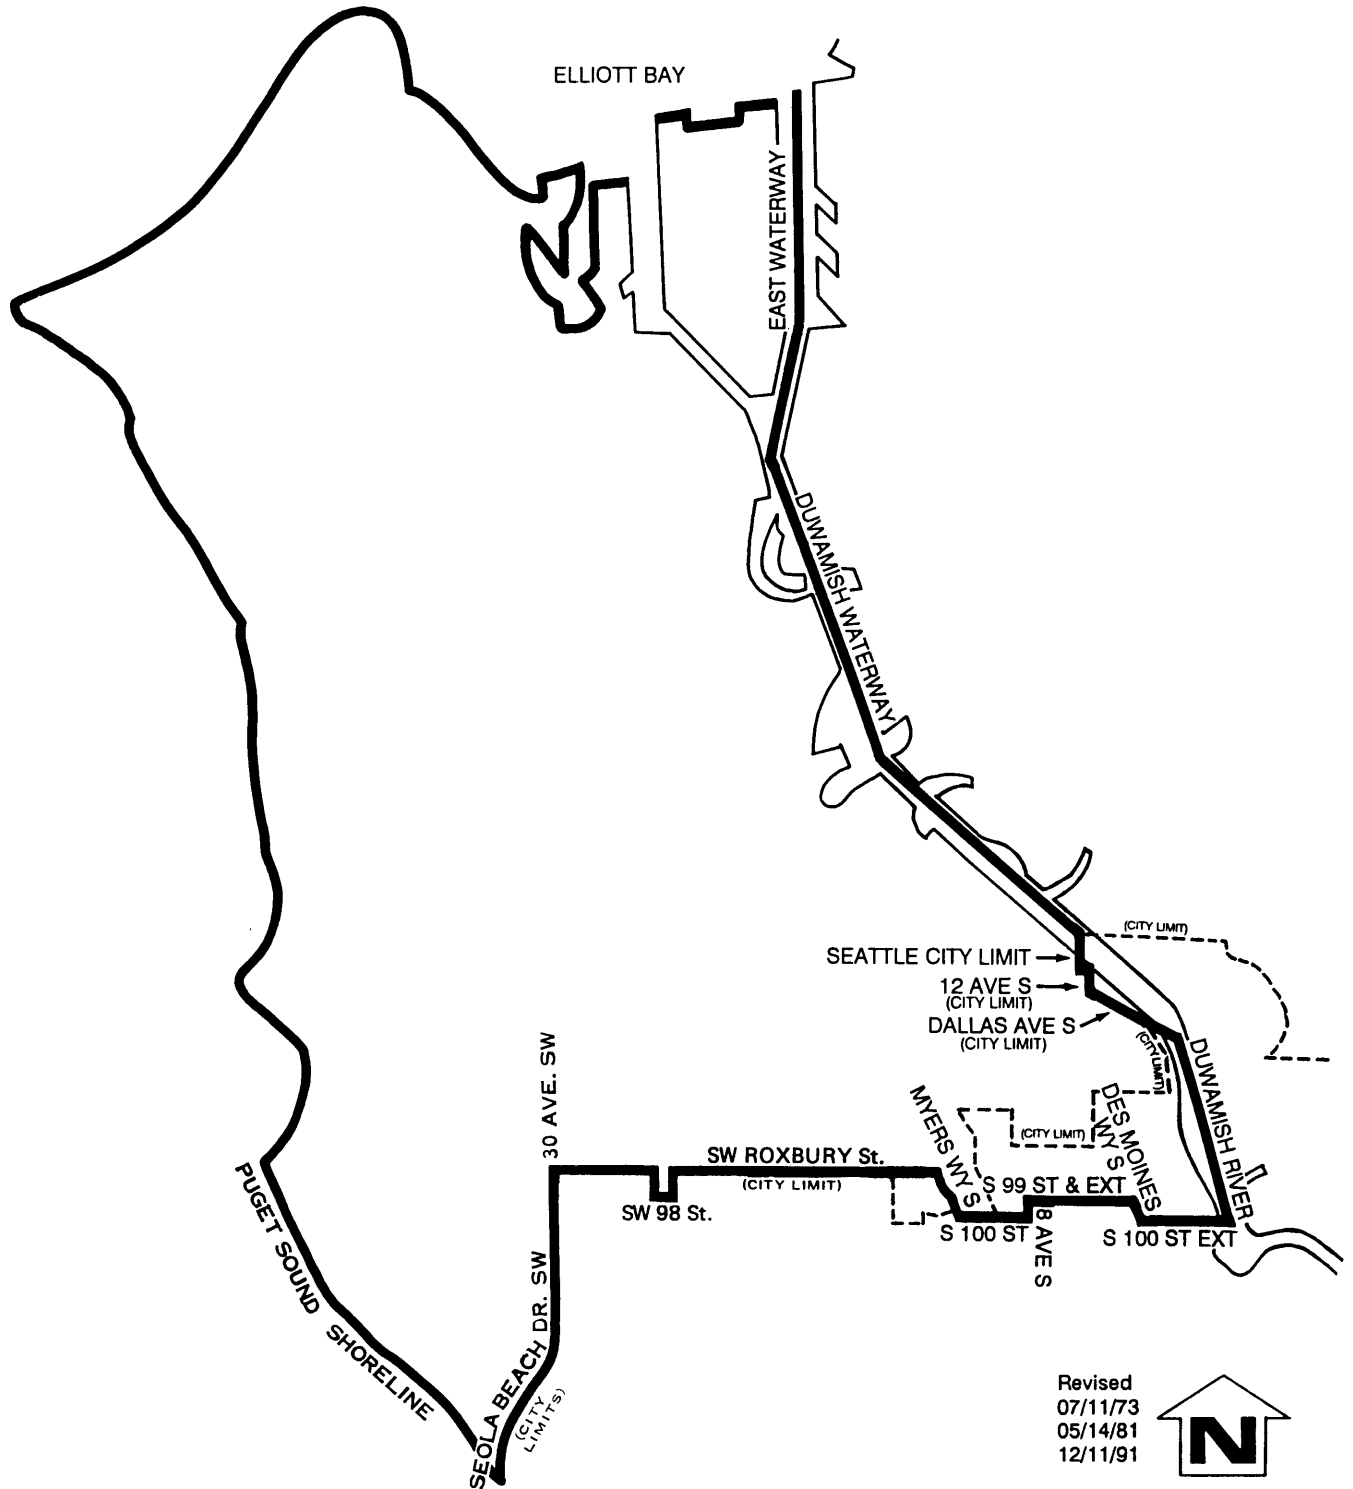 ELLIOTT BAY
EAST WATERWAY
DUWAMISH WATERWAY
(CITY LIMIT)
SEATTLE CITY LIMIT
12 AVE S
(CITY LIMIT)
DALLAS AVE S
(CITY LIMIT)
(CITY LIMIT)
DUWAMISH RIVER
30 AVE. SW
MYERS WY S
DES MOINES
WY S
(CITY LIMIT)
SW ROXBURY St.
(CITY LIMIT)
S 99 ST & EXT
SW 98 St.
S 100 ST
8 AVE S
S 100 ST EXT
PUGET SOUND SHORELINE
SEOLA BEACH DR. SW
(CITY
LIMITS)
Revised
07/11/73
05/14/81
12/11/91
N